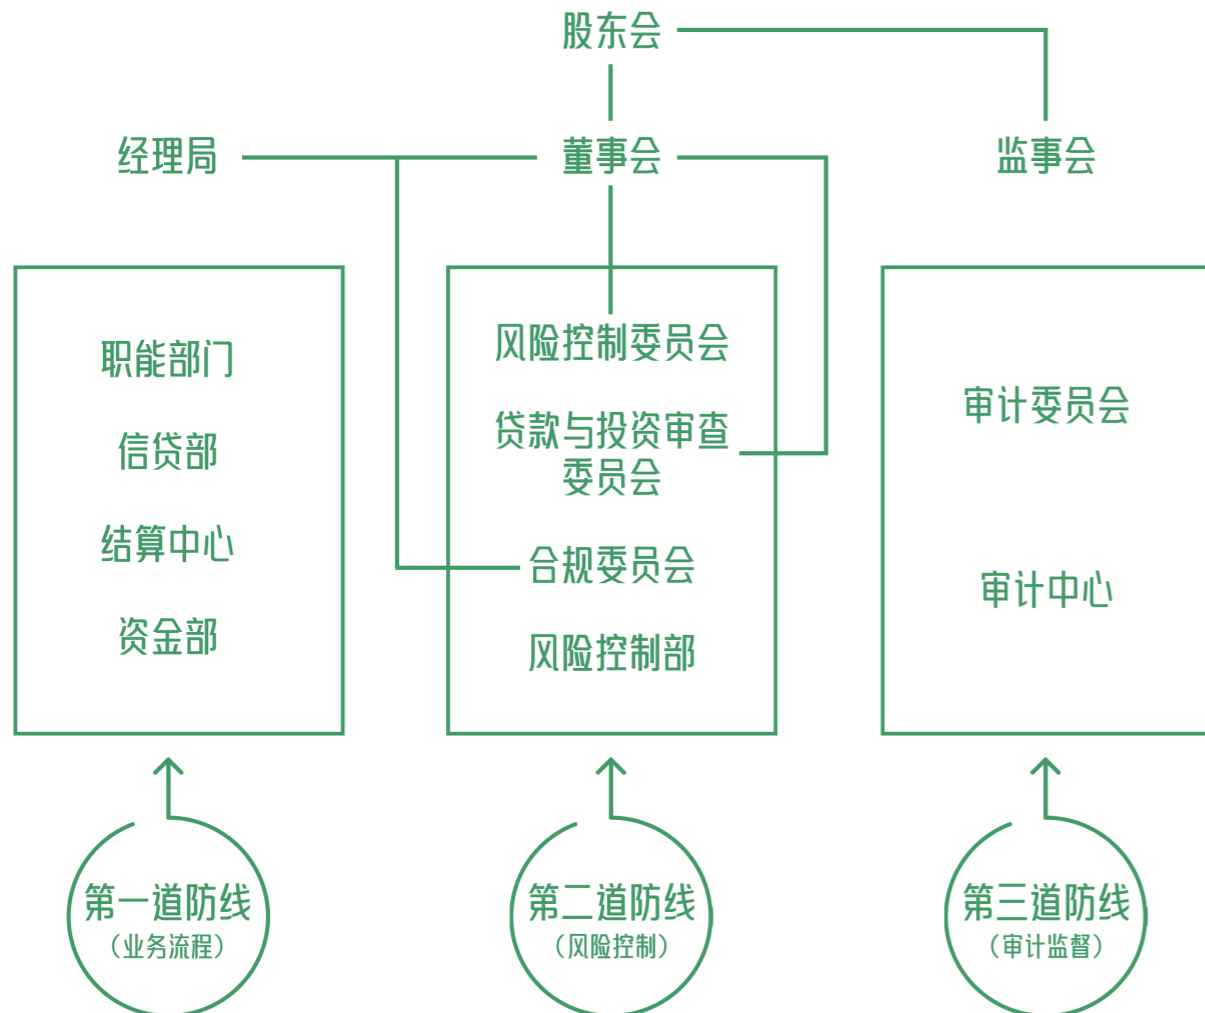 股东会
经理局
董事会
监事会
职能部门
信贷部
结算中心
资金部
风险控制委员会
贷款与投资审查
委员会
合规委员会
风险控制部
审计委员会
审计中心
第一道防线
（业务流程）
第二道防线
（风险控制）
第三道防线
（审计监督）